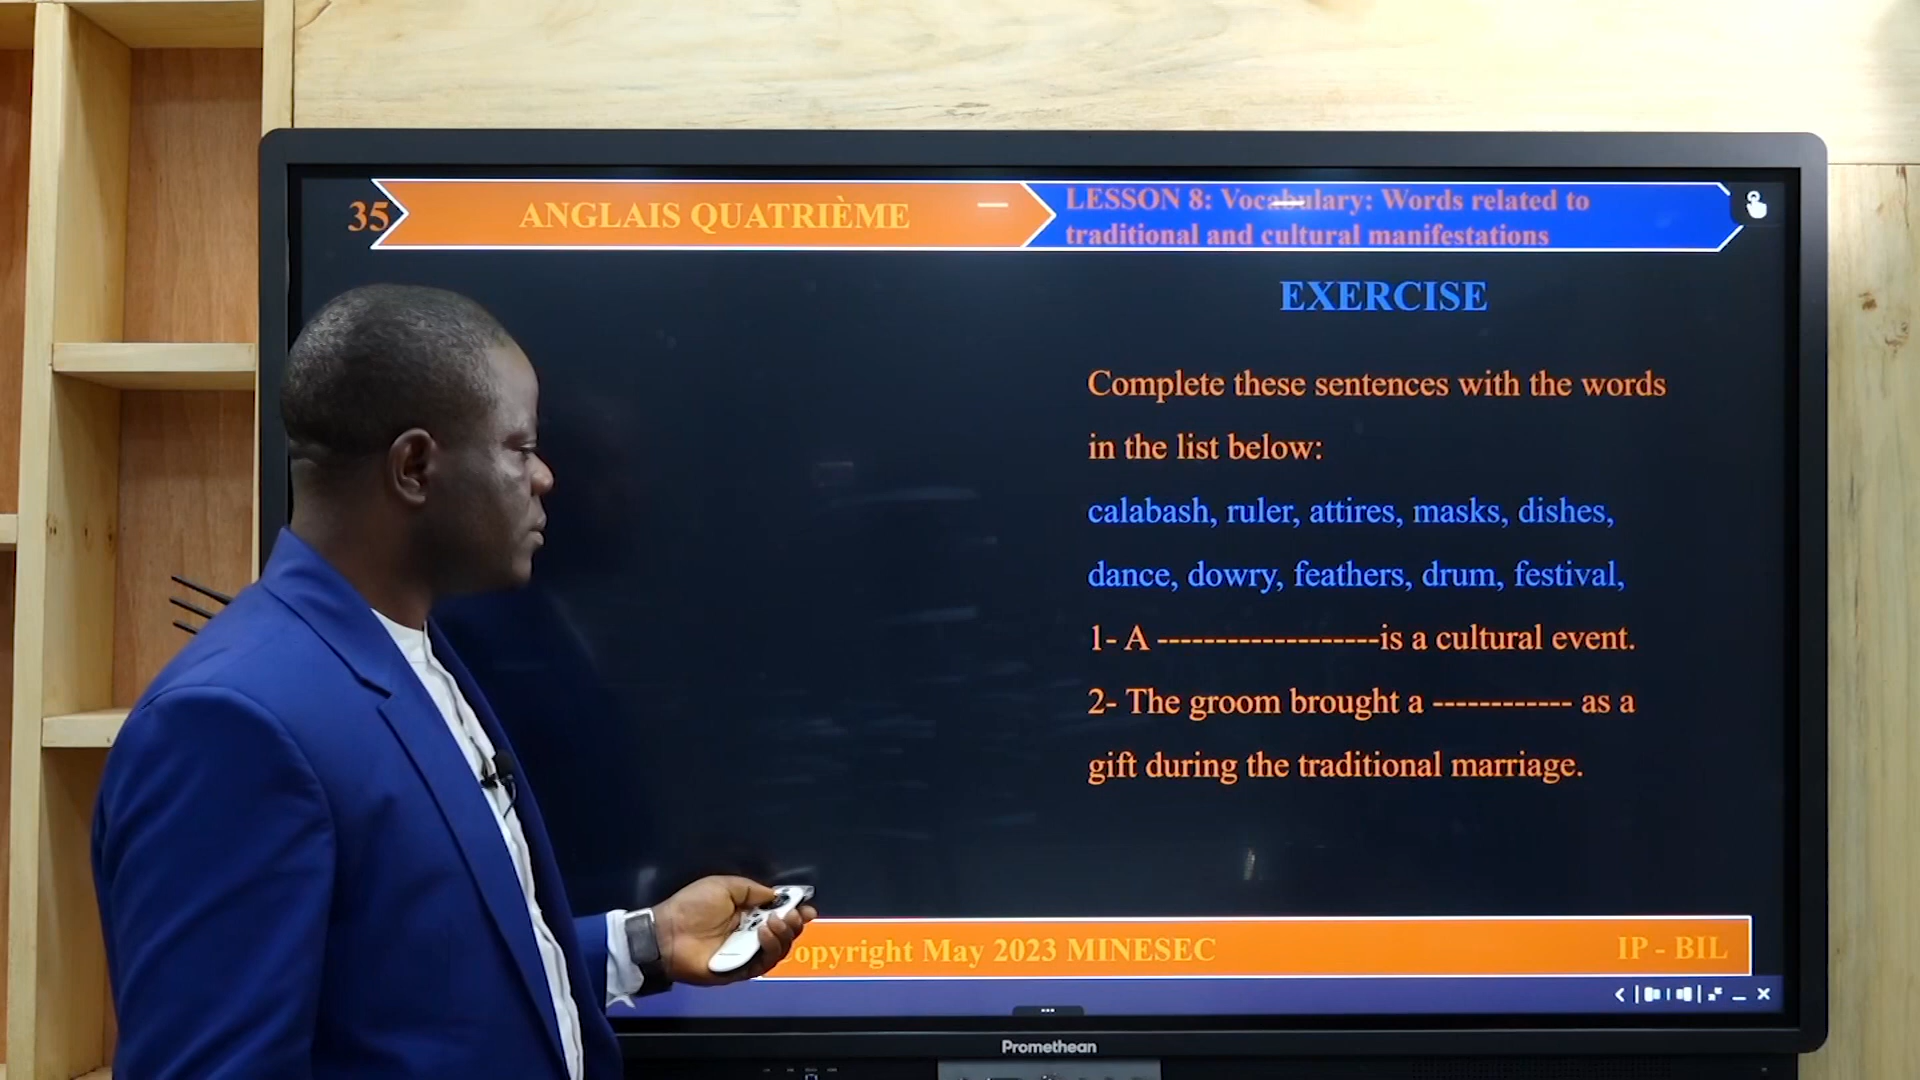 35
ANGLAIS QUATRIÈME
LESSON 8: Vocabulary: Words related to
traditional and cultural manifestations
EXERCISE
Complete these sentences with the words
in the list below:
calabash, ruler, attires, masks, dishes,
dance, dowry, feathers, drum, festival,
1- A -------------------is a cultural event.
2- The groom brought a ------------ as a
gift during the traditional marriage.
opyright May 2023 MINESEC
IP - BIL
Promethean